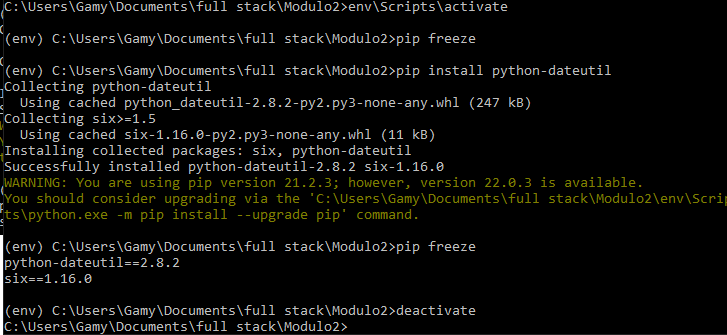 C:\Users\Gamy\Documents\full stack\Modulo2>env\Scripts\activate
(env) C:\Users\Gamy\Documents\full stack\Modulo2>pip freeze
(env) C:\Users\Gamy\Documents\full stack\Modulo2>pip install python-dateutil
Collecting python-dateutil
  Using cached python_dateutil-2.8.2-py2.py3-none-any.whl (247 kB)
Collecting six>=1.5
  Using cached six-1.16.0-py2.py3-none-any.whl (11 kB)
Installing collected packages: six, python-dateutil
Successfully installed python-dateutil-2.8.2 six-1.16.0
WARNING: You are using pip version 21.2.3; however, version 22.0.3 is available.
You should consider upgrading via the 'C:\Users\Gamy\Documents\full stack\Modulo2\env\Scrip
ts\python.exe -m pip install --upgrade pip' command.
(env) C:\Users\Gamy\Documents\full stack\Modulo2>pip freeze
python-dateutil==2.8.2
six==1.16.0
(env) C:\Users\Gamy\Documents\full stack\Modulo2>deactivate
C:\Users\Gamy\Documents\full stack\Modulo2>